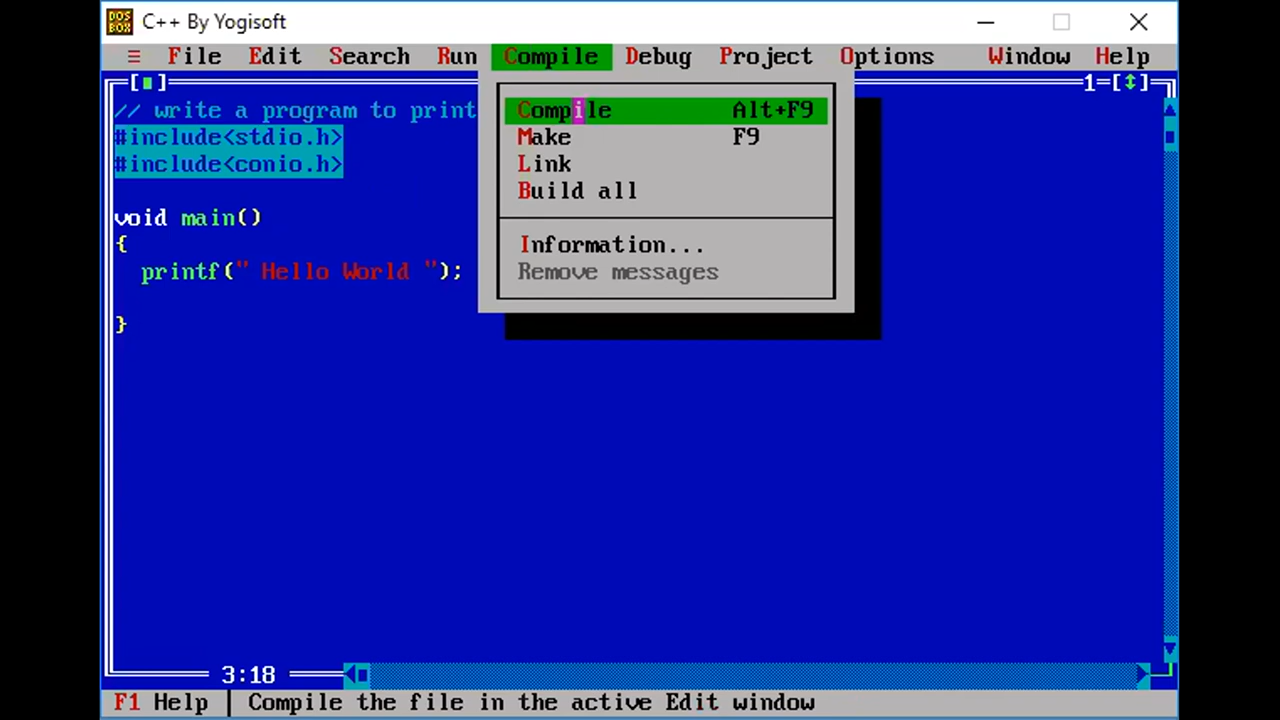 C++ By Yogisoft
≡ File Edit Search Run Compile Debug Project Options Window Help
1=[↕]
// write a program to print
#include<stdio.h>
#include<conio.h>
void main()
{
printf(" Hello World ");
}
Compile Alt+F9
Make F9
Link
Build all
Information...
Remove messages
3:18
F1 Help | Compile the file in the active Edit window